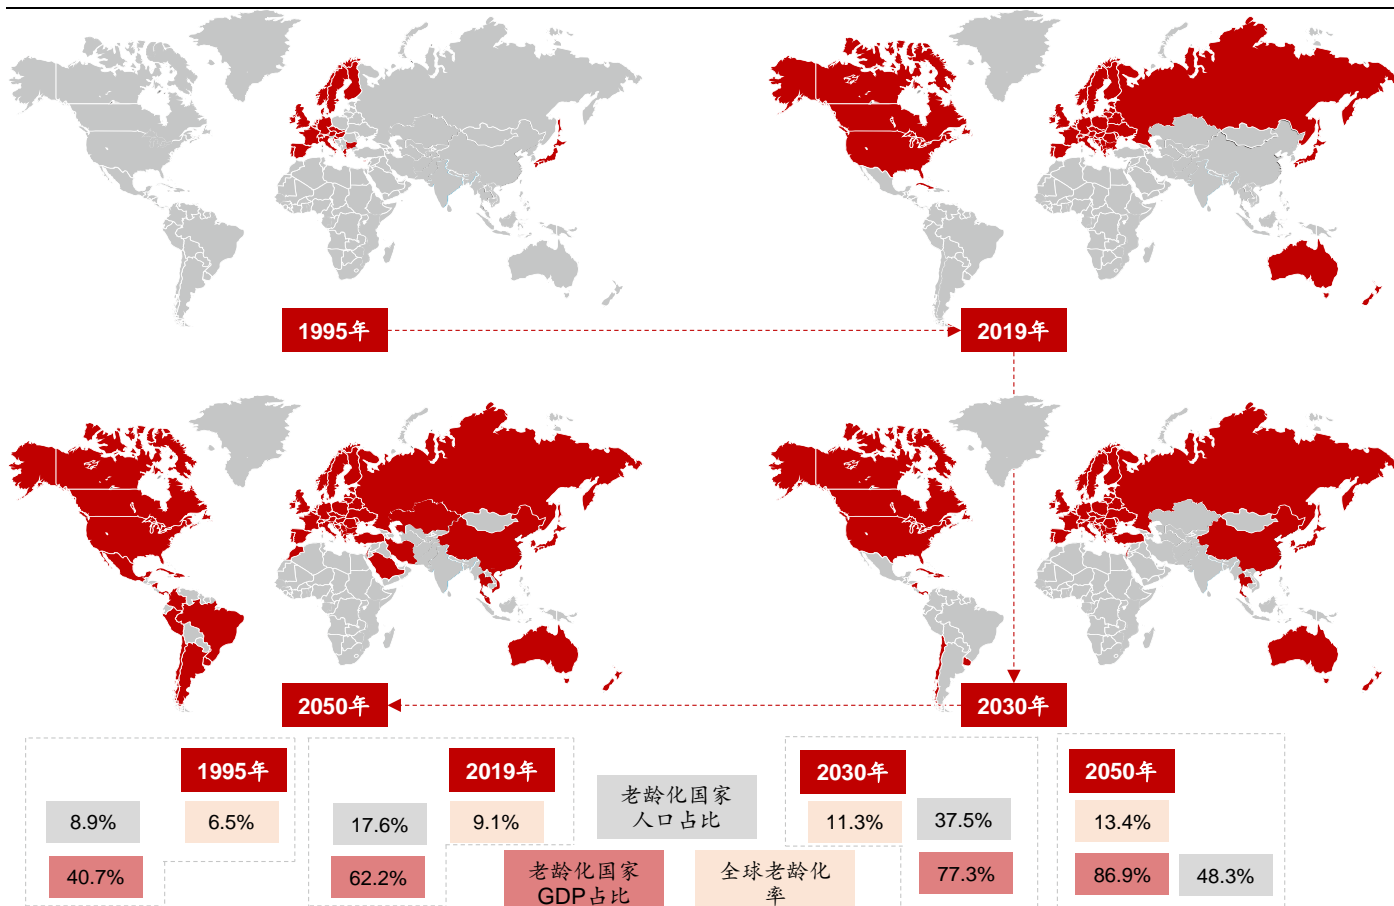 1995年
2019年
2050年
2030年
1995年
8.9%
6.5%
40.7%
2019年
17.6%
9.1%
62.2%
老龄化国家
人口占比
老龄化国家
GDP占比
全球老龄化
率
2030年
11.3%
37.5%
77.3%
2050年
13.4%
86.9%
48.3%